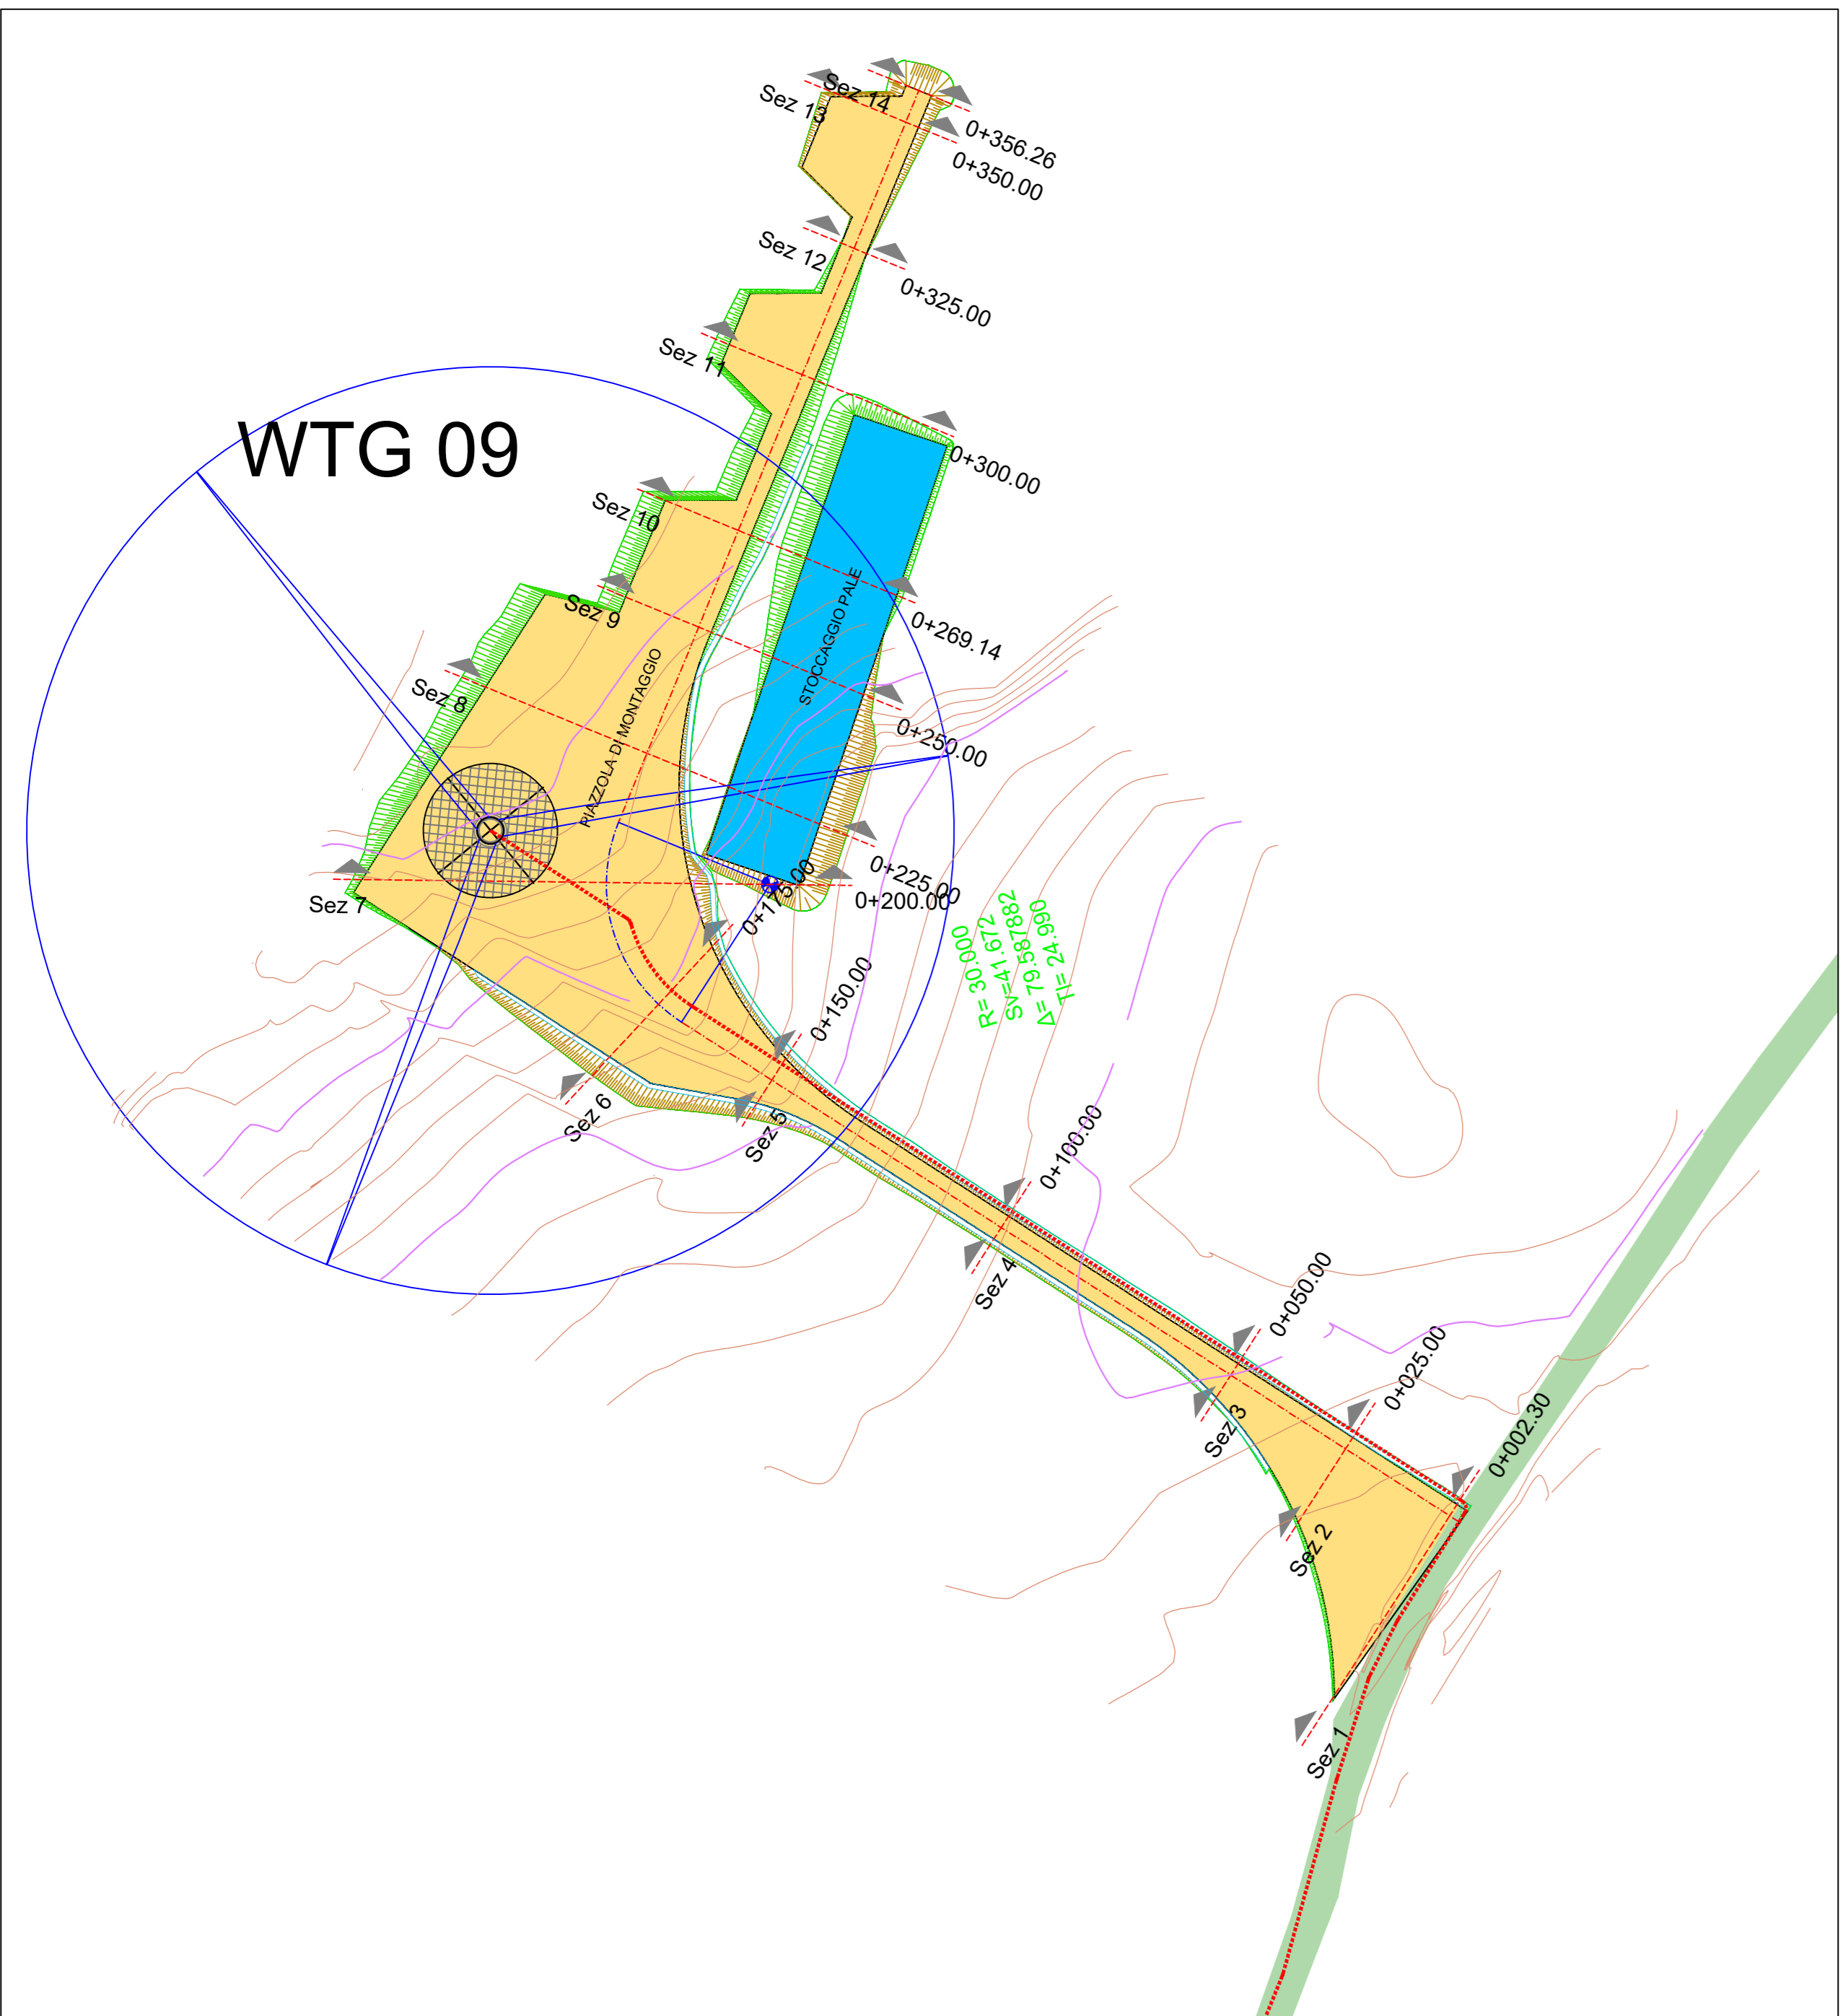 Sez 14
Sez 13
0+356.26
0+350.00
Sez 12
0+325.00
Sez 11
WTG 09
0+300.00
Sez 10
STOCCAGGIO PALE
Sez 9
0+269.14
PIAZZOLA DI MONTAGGIO
Sez 8
0+250.00
0+225.00
Sez 7
0+200.00
0+175.00
R= 30.000
Sv=41.672
Δ= 79.587882
Tl= 24.990
0+150.00
Sez 6
Sez 5
0+100.00
Sez 4
0+050.00
Sez 3
0+025.00
Sez 2
0+002.30
Sez 1